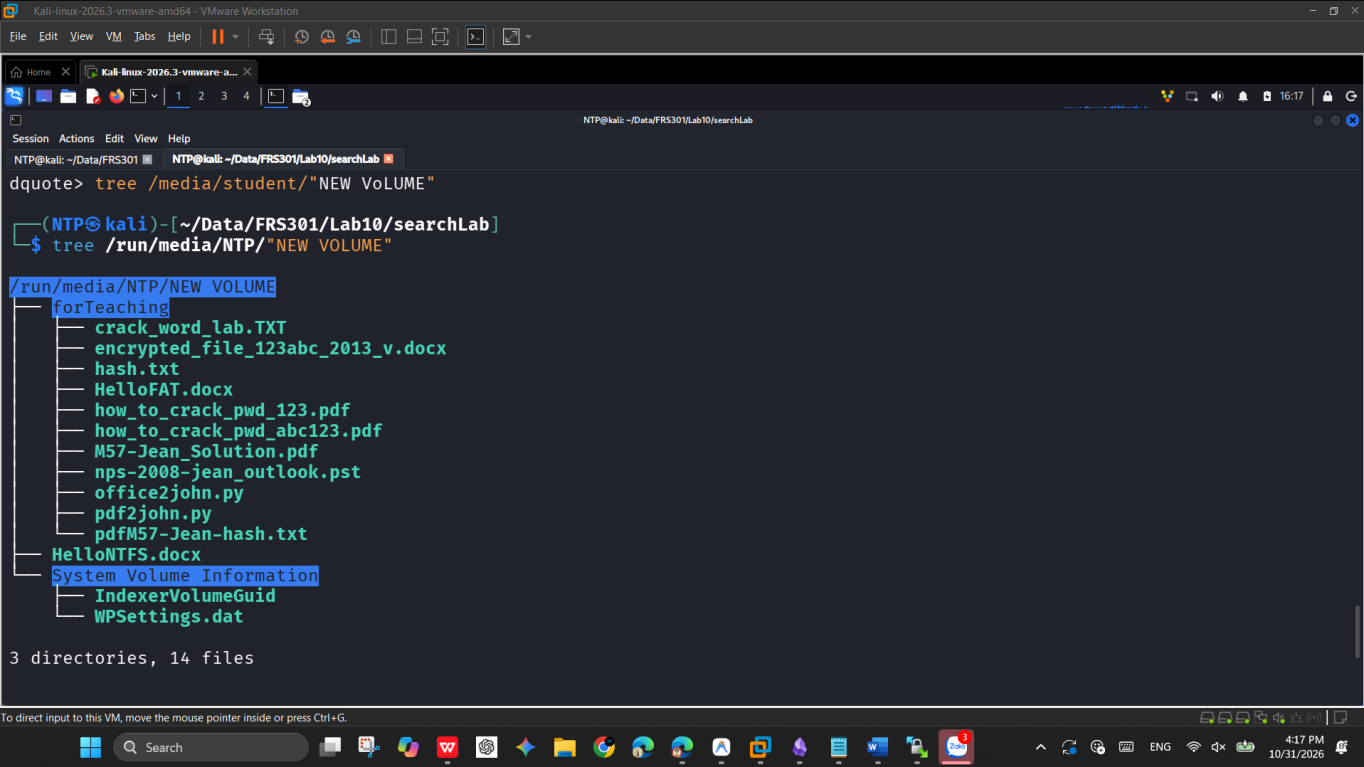 Kali-linux-2026.3-vmware-amd64 - VMware Workstation
File Edit View VM Tabs Help
Home Kali-linux-2026.3-vmware-a...
1 2 3 4 2 16:17
NTP@kali: ~/Data/FRS301/Lab10/searchLab
Session Actions Edit View Help
NTP@kali: ~/Data/FRS301 NTP@kali: ~/Data/FRS301/Lab10/searchLab
dquote> tree /media/student/"NEW VoLUME"
┌──(NTP㉿kali)-[~/Data/FRS301/Lab10/searchLab]
└─$ tree /run/media/NTP/"NEW VOLUME"
/run/media/NTP/NEW VOLUME
├── forTeaching
│   ├── crack_word_lab.TXT
│   ├── encrypted_file_123abc_2013_v.docx
│   ├── hash.txt
│   ├── HelloFAT.docx
│   ├── how_to_crack_pwd_123.pdf
│   ├── how_to_crack_pwd_abc123.pdf
│   ├── M57-Jean_Solution.pdf
│   ├── nps-2008-jean_outlook.pst
│   ├── office2john.py
│   ├── pdf2john.py
│   └── pdfM57-Jean-hash.txt
├── HelloNTFS.docx
└── System Volume Information
    ├── IndexerVolumeGuid
    └── WPSettings.dat
3 directories, 14 files
To direct input to this VM, move the mouse pointer inside or press Ctrl+G.
Search Zalo 3 ENG 4:17 PM
10/31/2026